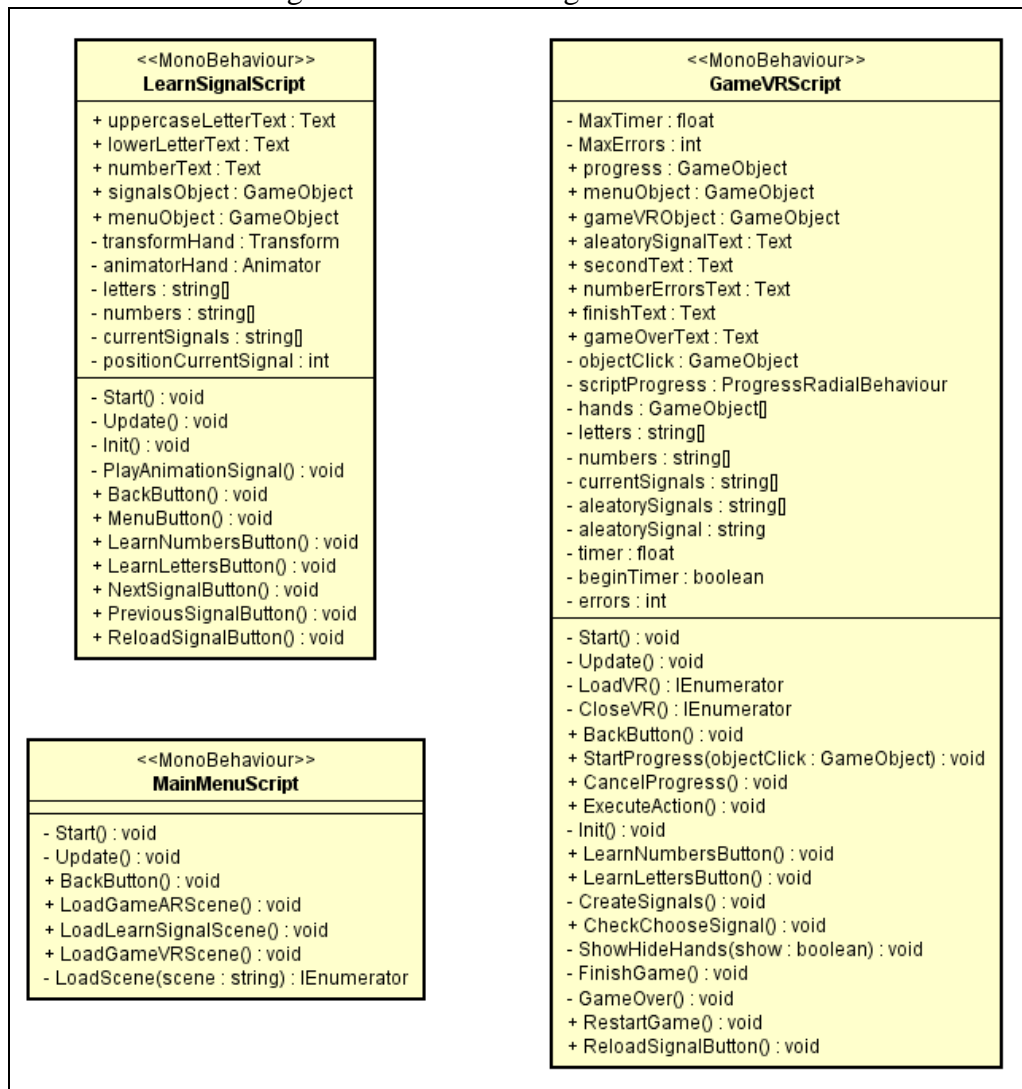 <<MonoBehaviour>>
LearnSignalScript
+ uppercaseLetterText : Text
+ lowerLetterText : Text
+ numberText : Text
+ signalsObject : GameObject
+ menuObject : GameObject
- transformHand : Transform
- animatorHand : Animator
- letters : string[]
- numbers : string[]
- currentSignals : string[]
- positionCurrentSignal : int
- Start() : void
- Update() : void
- Init() : void
- PlayAnimationSignal() : void
+ BackButton() : void
+ MenuButton() : void
+ LearnNumbersButton() : void
+ LearnLettersButton() : void
+ NextSignalButton() : void
+ PreviousSignalButton() : void
+ ReloadSignalButton() : void
<<MonoBehaviour>>
MainMenuScript
- Start() : void
- Update() : void
+ BackButton() : void
+ LoadGameARScene() : void
+ LoadLearnSignalScene() : void
+ LoadGameVRScene() : void
- LoadScene(scene : string) : IEnumerator
<<MonoBehaviour>>
GameVRScript
- MaxTimer : float
- MaxErrors : int
+ progress : GameObject
+ menuObject : GameObject
+ gameVRObject : GameObject
+ aleatorySignalText : Text
+ secondText : Text
+ numberErrorsText : Text
+ finishText : Text
+ gameOverText : Text
- objectClick : GameObject
- scriptProgress : ProgressRadialBehaviour
- hands : GameObject[]
- letters : string[]
- numbers : string[]
- currentSignals : string[]
- aleatorySignals : string[]
- aleatorySignal : string
- timer : float
- beginTimer : boolean
- errors : int
- Start() : void
- Update() : void
- LoadVR() : IEnumerator
- CloseVR() : IEnumerator
+ BackButton() : void
+ StartProgress(objectClick : GameObject) : void
+ CancelProgress() : void
+ ExecuteAction() : void
- Init() : void
+ LearnNumbersButton() : void
+ LearnLettersButton() : void
- CreateSignals() : void
+ CheckChooseSignal() : void
- ShowHideHands(show : boolean) : void
- FinishGame() : void
- GameOver() : void
+ RestartGame() : void
+ ReloadSignalButton() : void